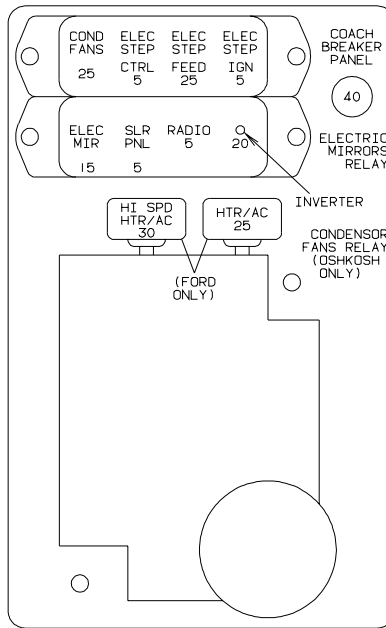 COND ELEC ELEC ELEC
FANS STEP STEP STEP
CTRL FEED IGN
25 5 25 5
COACH
BREAKER
PANEL
40
ELEC SLR RADIO
MIR PNL 5 20
15 5
ELECTRIC
MIRRORS
RELAY
INVERTER
HI SPD
HTR/AC
30
HTR/AC
25
CONDENSOR
FANS RELAY
(OSHKOSH
ONLY)
(FORD
ONLY)